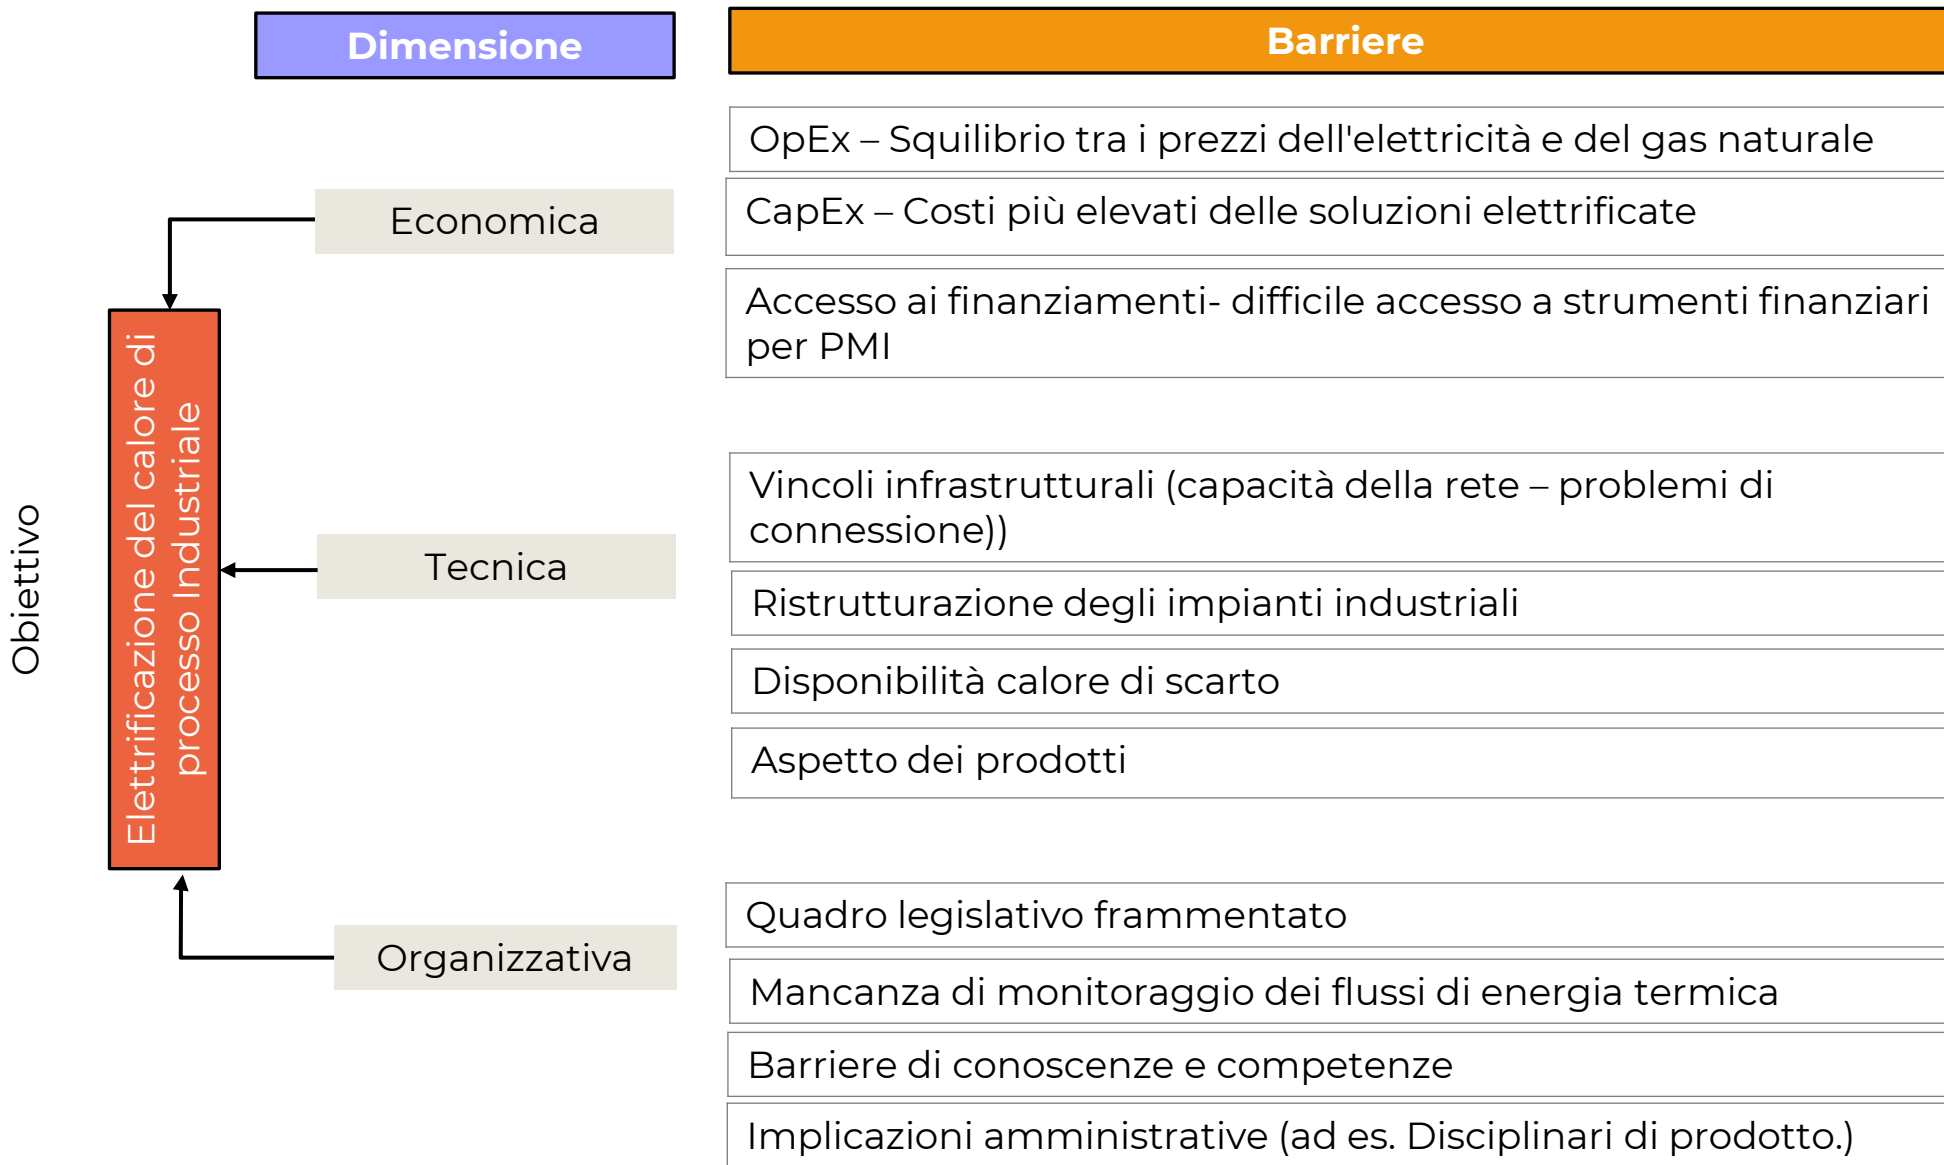 Dimensione
Barriere
Obiettivo
Elettrificazione del calore di
processo Industriale
Economica
OpEx – Squilibrio tra i prezzi dell'elettricità e del gas naturale
CapEx – Costi più elevati delle soluzioni elettrificate
Accesso ai finanziamenti- difficile accesso a strumenti finanziari
per PMI
Tecnica
Vincoli infrastrutturali (capacità della rete – problemi di
connessione))
Ristrutturazione degli impianti industriali
Disponibilità calore di scarto
Aspetto dei prodotti
Organizzativa
Quadro legislativo frammentato
Mancanza di monitoraggio dei flussi di energia termica
Barriere di conoscenze e competenze
Implicazioni amministrative (ad es. Disciplinari di prodotto.)